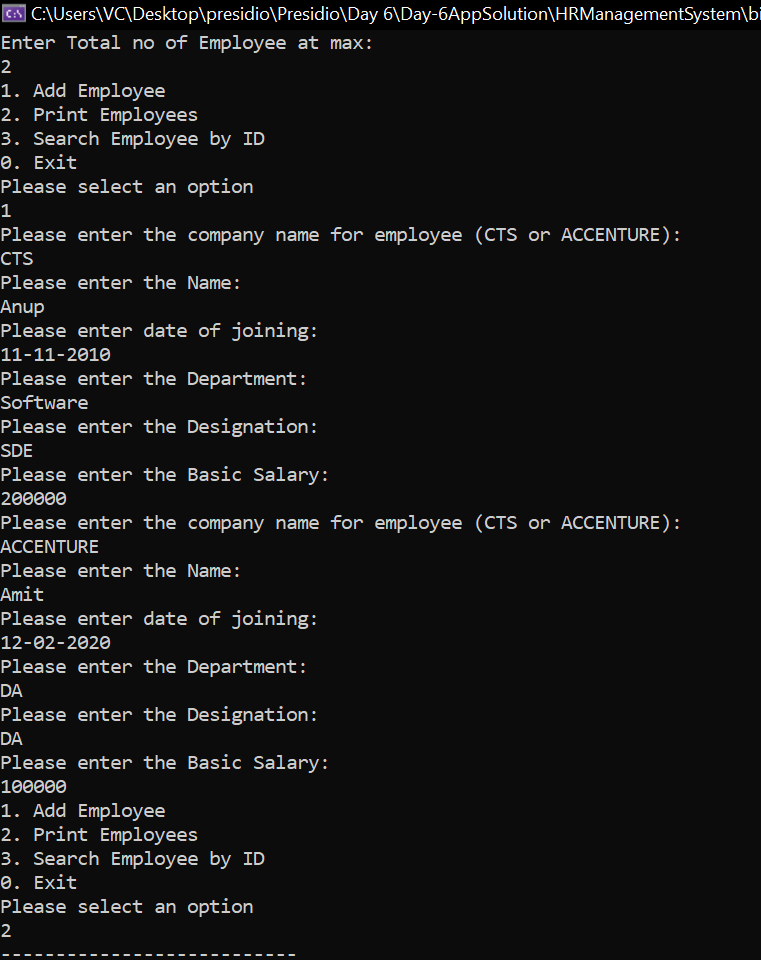 C:\Users\VC\Desktop\presidio\Presidio\Day 6\Day-6AppSolution\HRManagementSystem\bi
Enter Total no of Employee at max:
2
1. Add Employee
2. Print Employees
3. Search Employee by ID
0. Exit
Please select an option
1
Please enter the company name for employee (CTS or ACCENTURE):
CTS
Please enter the Name:
Anup
Please enter date of joining:
11-11-2010
Please enter the Department:
Software
Please enter the Designation:
SDE
Please enter the Basic Salary:
200000
Please enter the company name for employee (CTS or ACCENTURE):
ACCENTURE
Please enter the Name:
Amit
Please enter date of joining:
12-02-2020
Please enter the Department:
DA
Please enter the Designation:
DA
Please enter the Basic Salary:
100000
1. Add Employee
2. Print Employees
3. Search Employee by ID
0. Exit
Please select an option
2
---------------------------